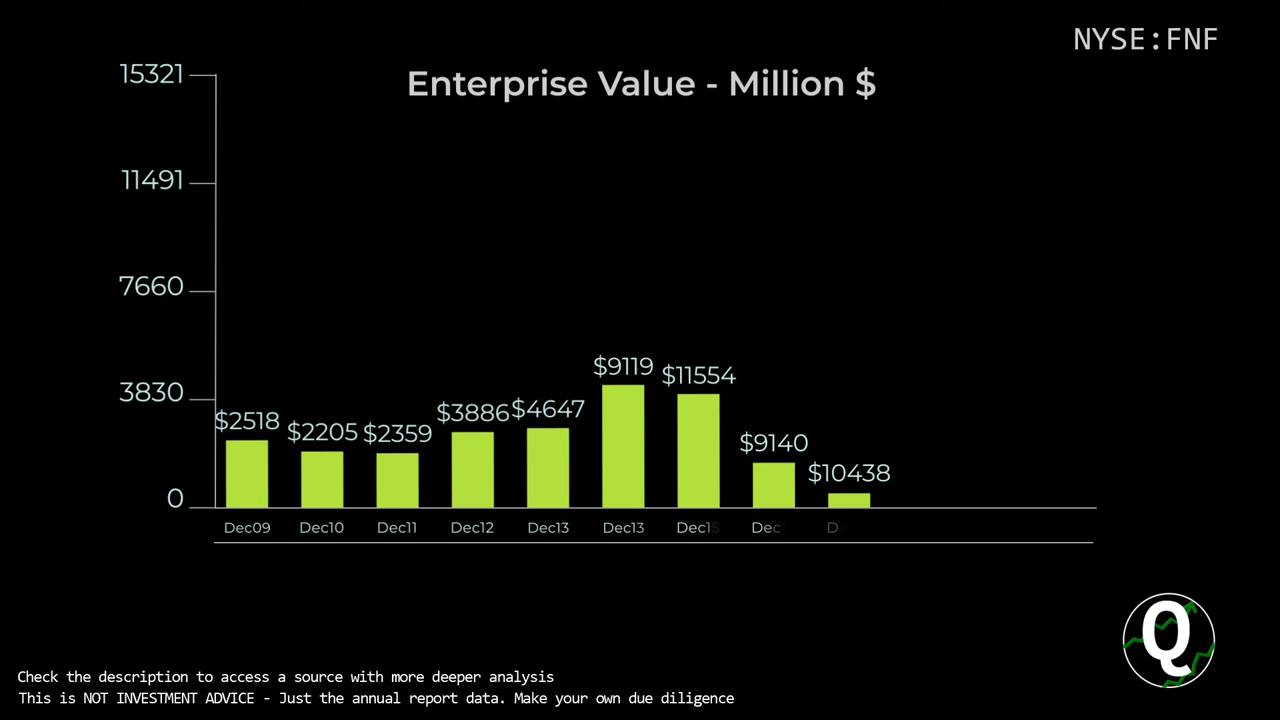 NYSE:FNF
Enterprise Value - Million $
15321
11491
7660
3830
0
$2518 $2205 $2359 $3886 $4647 $9119 $11554 $9140 $10438
Dec09 Dec10 Dec11 Dec12 Dec13 Dec13 Dec15 Dec D
Q
Check the description to access a source with more deeper analysis
This is NOT INVESTMENT ADVICE - Just the annual report data. Make your own due diligence